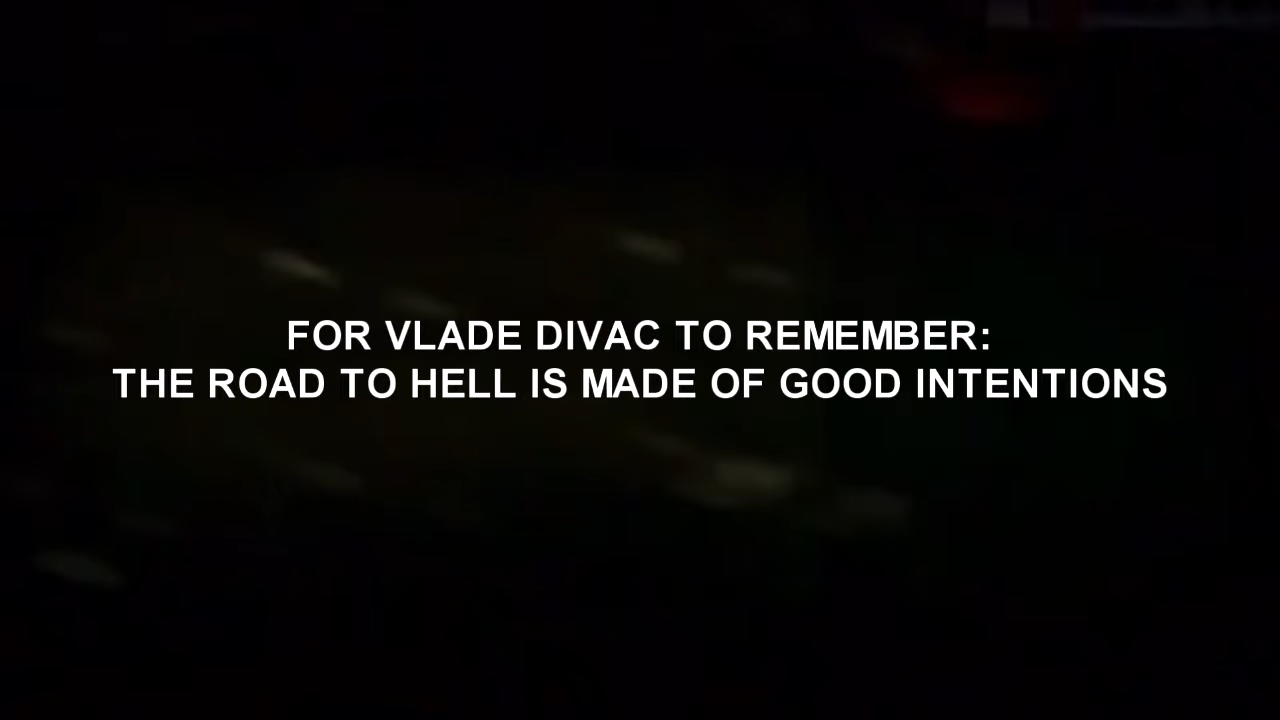 FOR VLADE DIVAC TO REMEMBER:
THE ROAD TO HELL IS MADE OF GOOD INTENTIONS